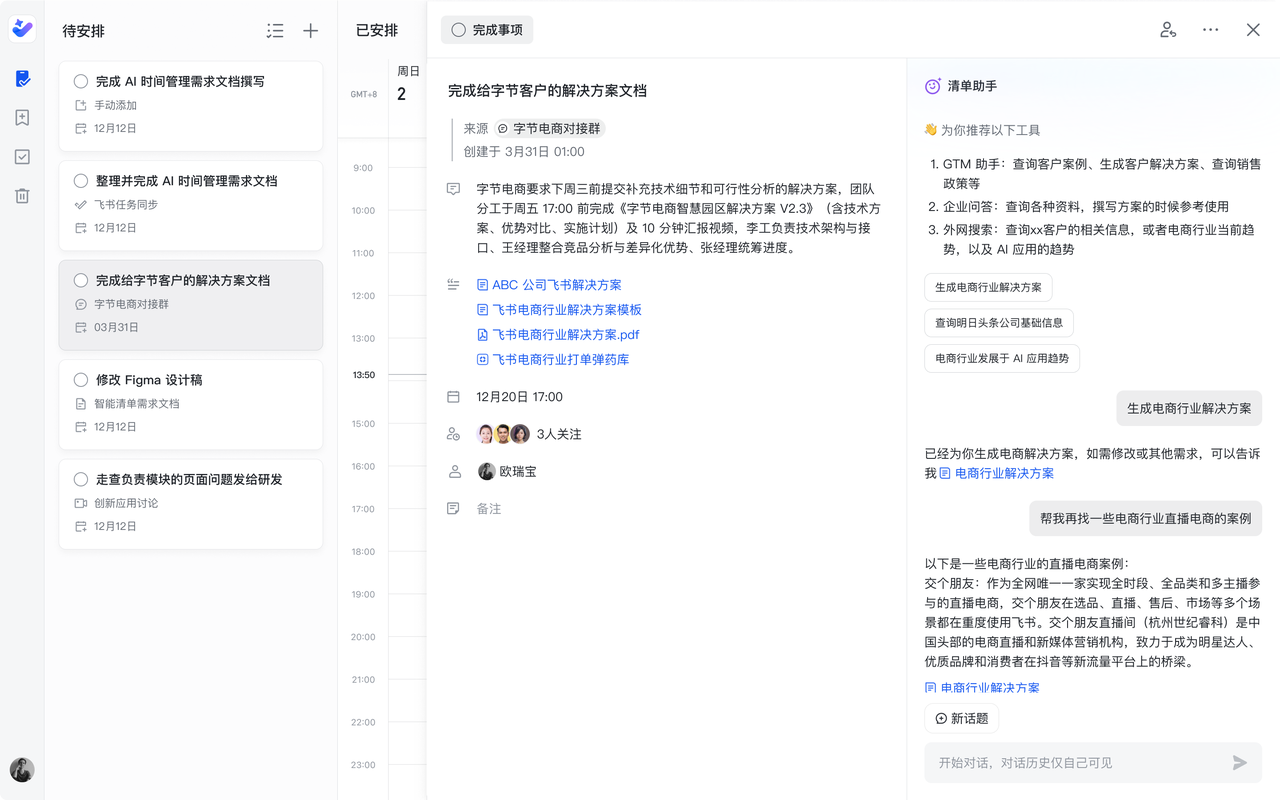 待安排
完成 AI 时间管理需求文档撰写
手动添加
12月12日
整理并完成 AI 时间管理需求文档
飞书任务同步
12月12日
完成给字节客户的解决方案文档
字节电商对接群
03月31日
修改 Figma 设计稿
智能清单需求文档
12月12日
走查负责模块的页面问题发给研发
创新应用讨论
12月12日
已安排
周日
GMT+8
2
9:00
10:00
11:00
12:00
13:00
13:50
15:00
16:00
17:00
18:00
19:00
20:00
21:00
22:00
23:00
完成事项
完成给字节客户的解决方案文档
来源 字节电商对接群
创建于 3月31日 01:00
字节电商要求下周三前提交补充技术细节和可行性分析的解决方案，团队
分工于周五 17:00 前完成《字节电商智慧园区解决方案 V2.3》（含技术方
案、优势对比、实施计划）及 10 分钟汇报视频，李工负责技术架构与接
口、王经理整合竞品分析与差异化优势、张经理统筹进度。
ABC 公司飞书解决方案
飞书电商行业解决方案模板
飞书电商行业解决方案.pdf
飞书电商行业打单弹药库
12月20日 17:00
3人关注
欧瑞宝
备注
清单助手
👋 为你推荐以下工具
1. GTM 助手：查询客户案例、生成客户解决方案、查询销售
政策等
2. 企业问答：查询各种资料，撰写方案的时候参考使用
3. 外网搜索：查询xx客户的相关信息，或者电商行业当前趋
势，以及 AI 应用的趋势
生成电商行业解决方案
查询明日头条公司基础信息
电商行业发展于 AI 应用趋势
生成电商行业解决方案
已经为你生成电商解决方案，如需修改或其他需求，可以告诉
我 电商行业解决方案
帮我再找一些电商行业直播电商的案例
以下是一些电商行业的直播电商案例：
交个朋友：作为全网唯一一家实现全时段、全品类和多主播参
与的直播电商，交个朋友在选品、直播、售后、市场等多个场
景都在重度使用飞书。交个朋友直播间（杭州世纪睿科）是中
国头部的电商直播和新媒体营销机构，致力于成为明星达人、
优质品牌和消费者在抖音等新流量平台上的桥梁。
电商行业解决方案
新话题
开始对话，对话历史仅自己可见